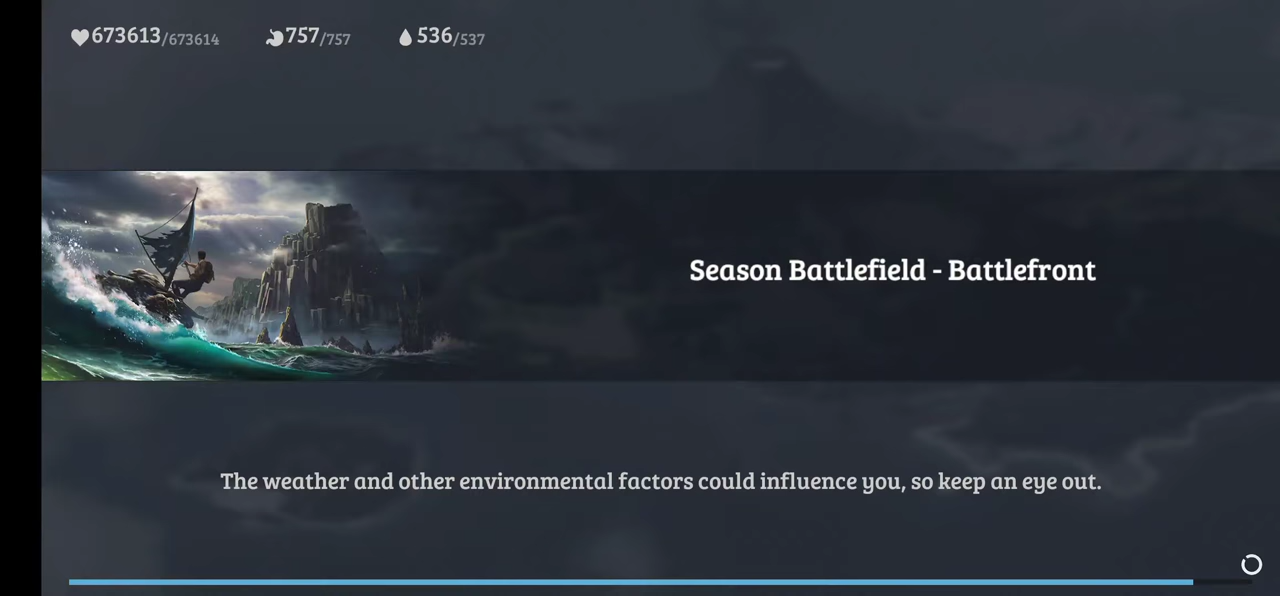 673613/673614 757/757 536/537
Season Battlefield - Battlefront
The weather and other environmental factors could influence you, so keep an eye out.